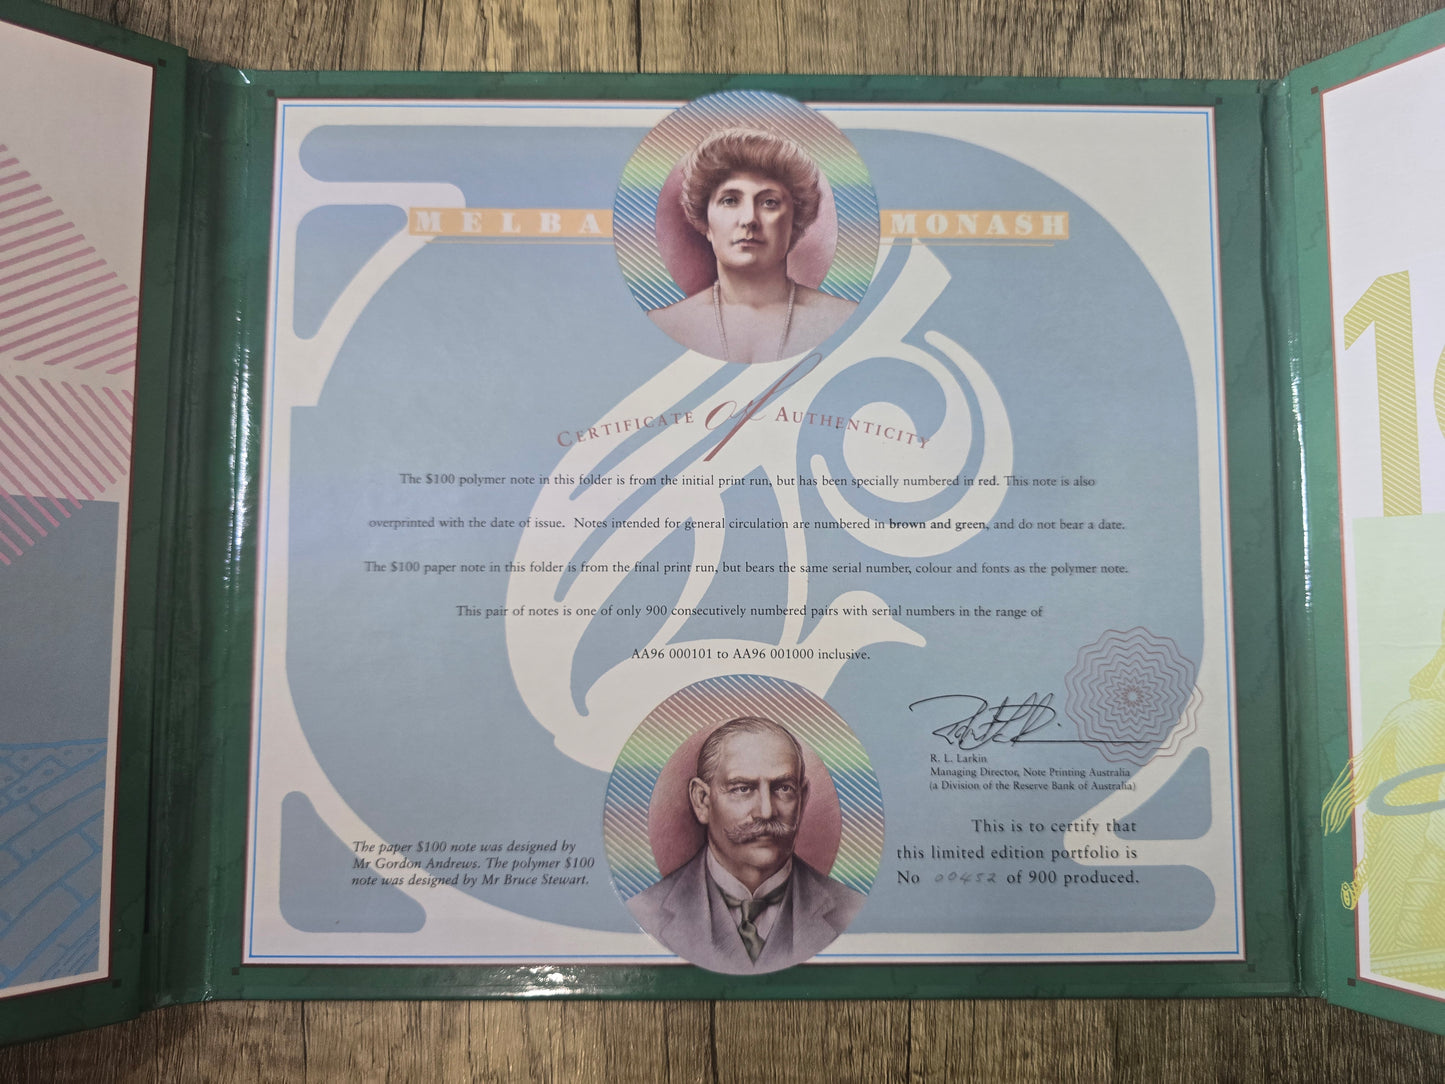 MELBA MONASH
CERTIFICATE of AUTHENTICITY
The $100 polymer note in this folder is from the initial print run, but has been specially numbered in red. This note is also
overprinted with the date of issue. Notes intended for general circulation are numbered in brown and green, and do not bear a date.
The $100 paper note in this folder is from the final print run, but bears the same serial number, colour and fonts as the polymer note.
This pair of notes is one of only 900 consecutively numbered pairs with serial numbers in the range of
AA96 000101 to AA96 001000 inclusive.
R. L. Larkin
Managing Director, Note Printing Australia
(a Division of the Reserve Bank of Australia)
The paper $100 note was designed by
Mr Gordon Andrews. The polymer $100
note was designed by Mr Bruce Stewart.
This is to certify that
this limited edition portfolio is
No 00452 of 900 produced.
1